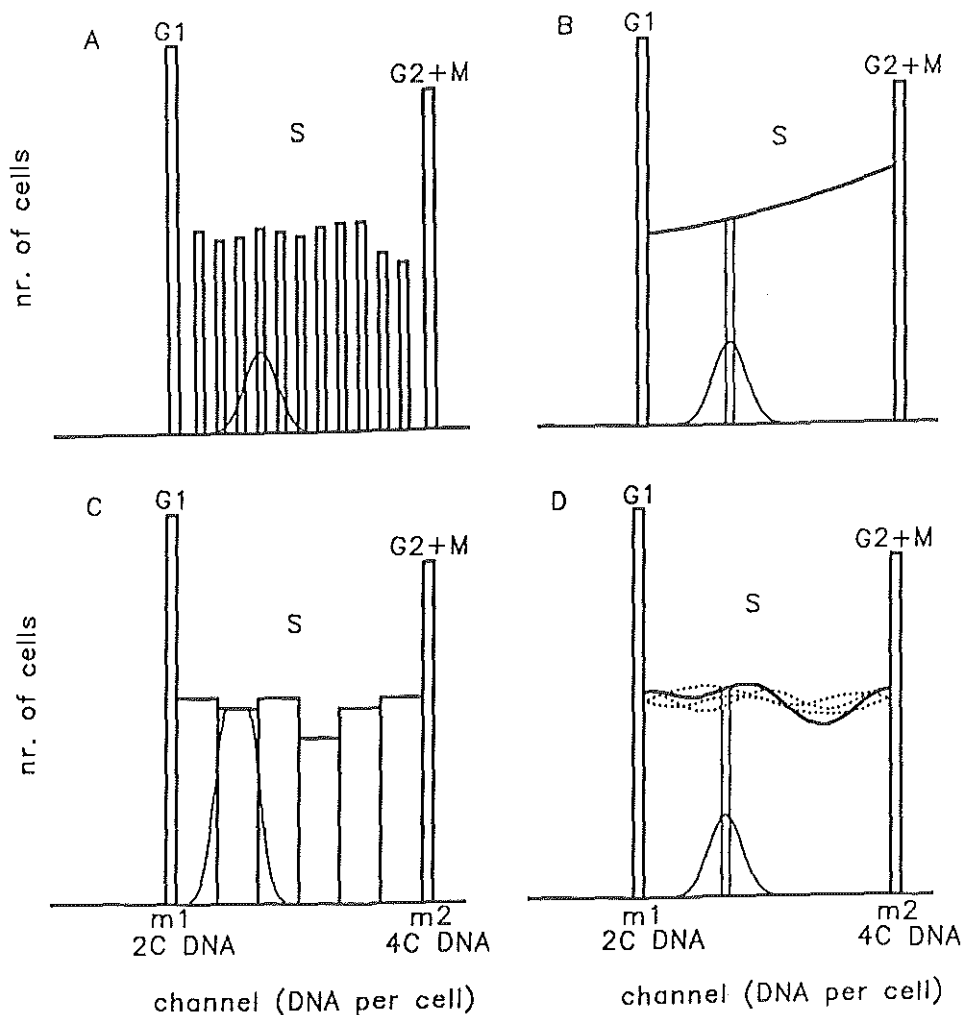 A
G1
G2+M
S
B
G1
G2+M
S
nr. of cells
C
G1
G2+M
S
D
G1
G2+M
S
nr. of cells
m1
2C DNA
m2
4C DNA
m1
2C DNA
m2
4C DNA
channel (DNA per cell)
channel (DNA per cell)